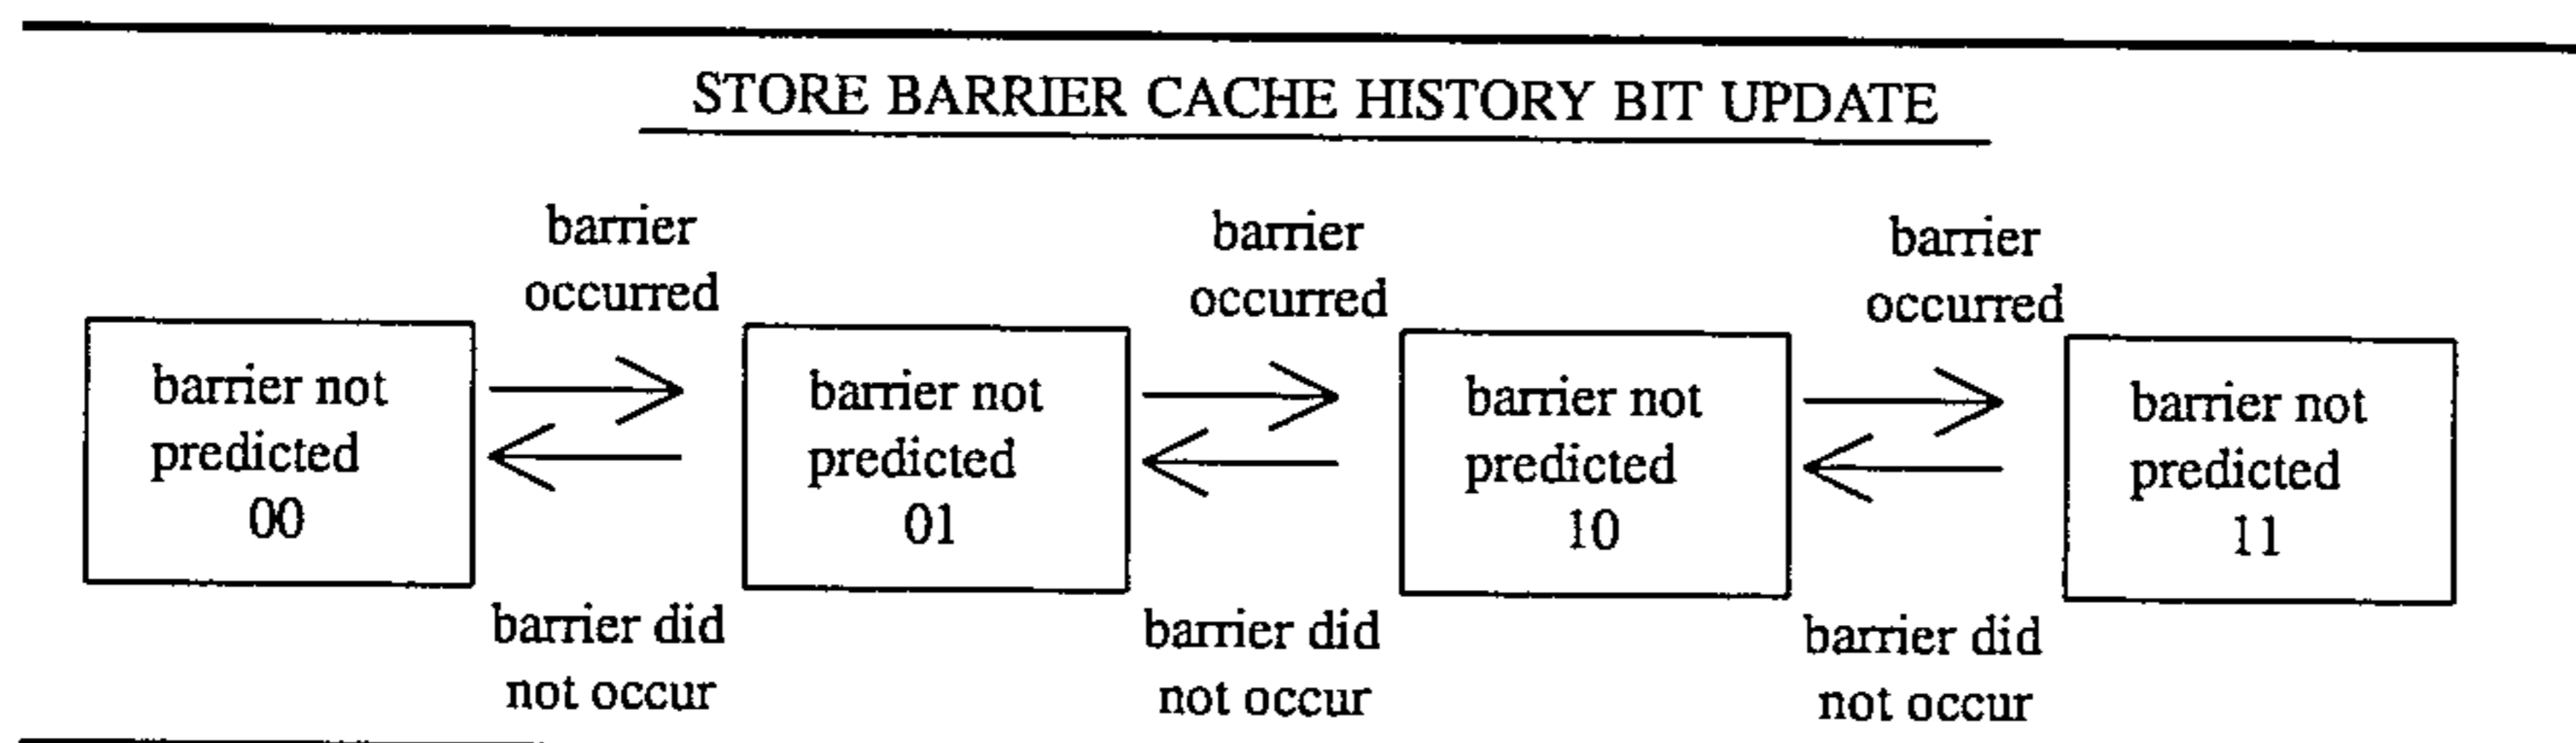 STORE BARRIER CACHE HISTORY BIT UPDATE
barrier
occurred
barrier
occurred
barrier
occurred
barrier not
predicted
00
barrier not
predicted
01
barrier not
predicted
10
barrier not
predicted
11
barrier did
not occur
barrier did
not occur
barrier did
not occur